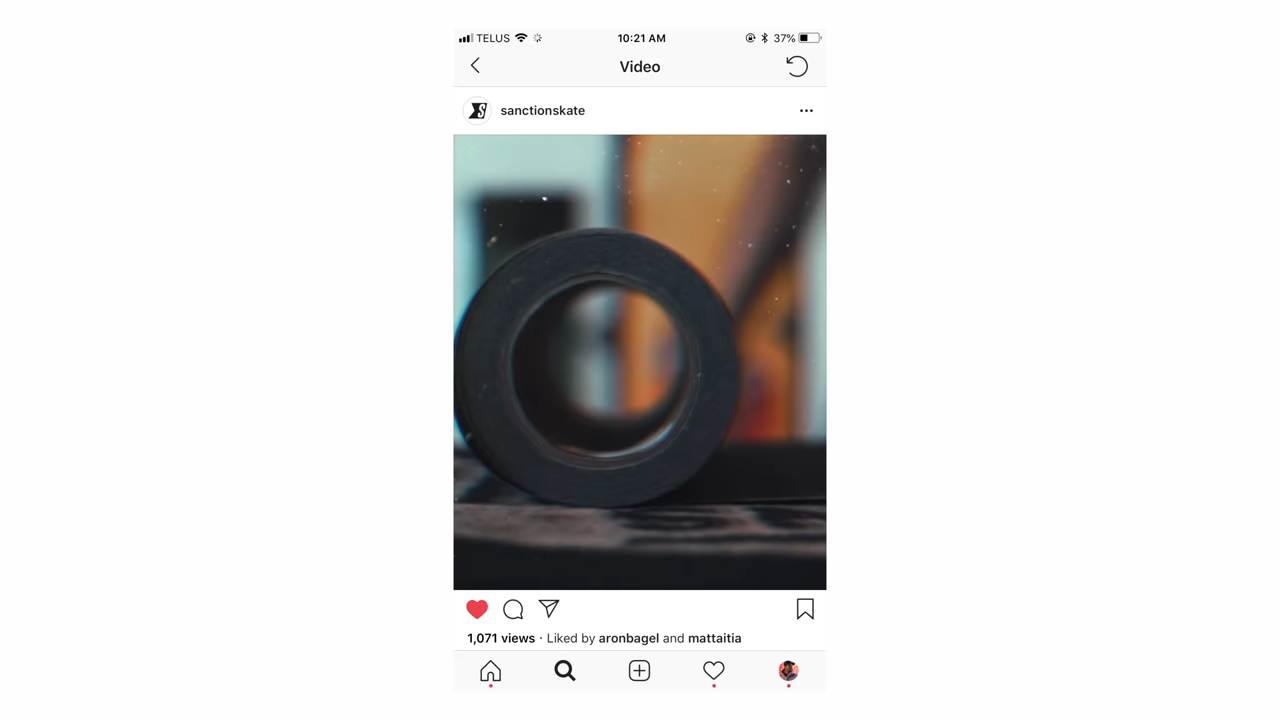 TELUS 10:21 AM 37%
Video
sanctionskate
1,071 views · Liked by aronbagel and mattaitia